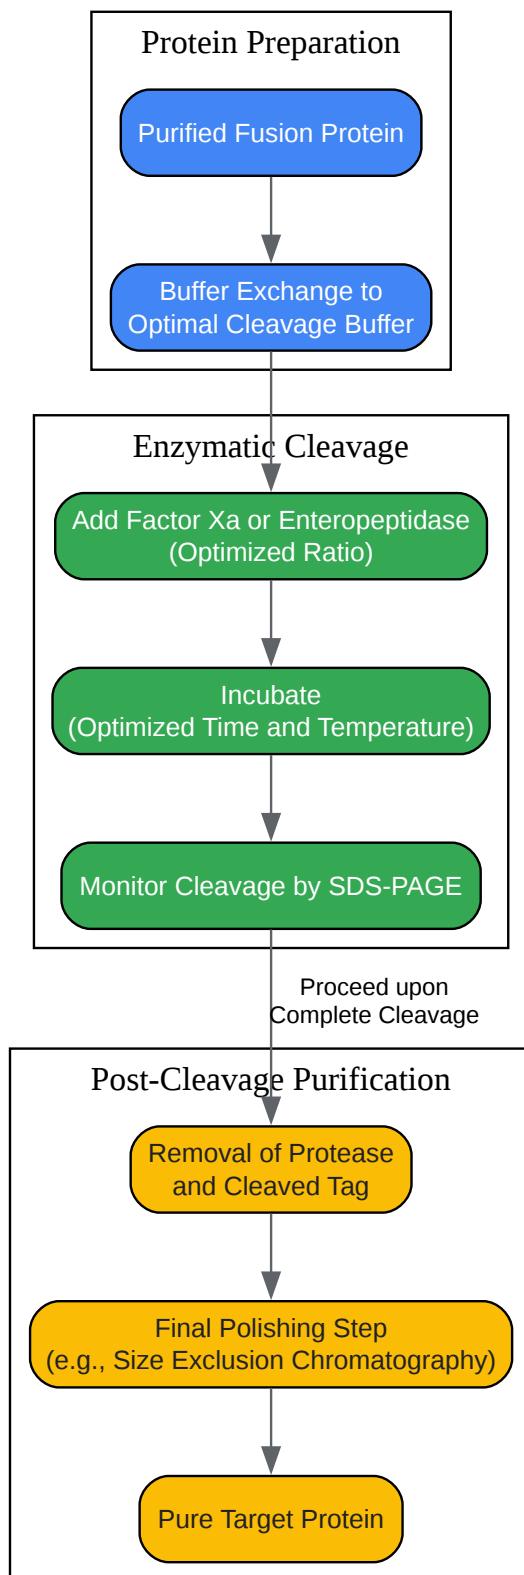 Protein Preparation
Purified Fusion Protein
Buffer Exchange to
Optimal Cleavage Buffer
Enzymatic Cleavage
Add Factor Xa or Enteropeptidase
(Optimized Ratio)
Incubate
(Optimized Time and Temperature)
Monitor Cleavage by SDS-PAGE
Proceed upon
Complete Cleavage
Post-Cleavage Purification
Removal of Protease
and Cleaved Tag
Final Polishing Step
(e.g., Size Exclusion Chromatography)
Pure Target Protein